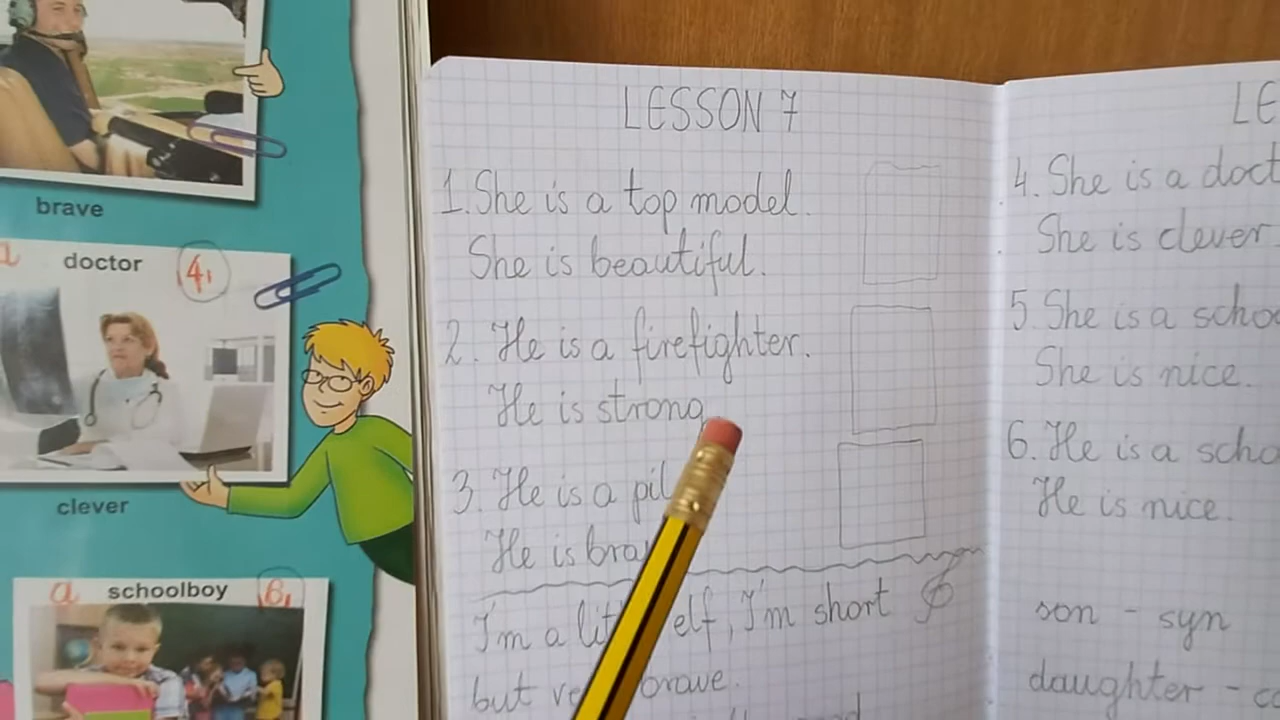 brave
a doctor 4,
clever
a schoolboy 6,
LESSON 7
1. She is a top model.
She is beautiful.
2. He is a firefighter.
He is strong
3. He is a
He is
I'm a elf, I'm short
but brave.
4. She is a
She is clever
5. She is a
She is nice.
6. He is a
He is nice.
son - syn
daughter -